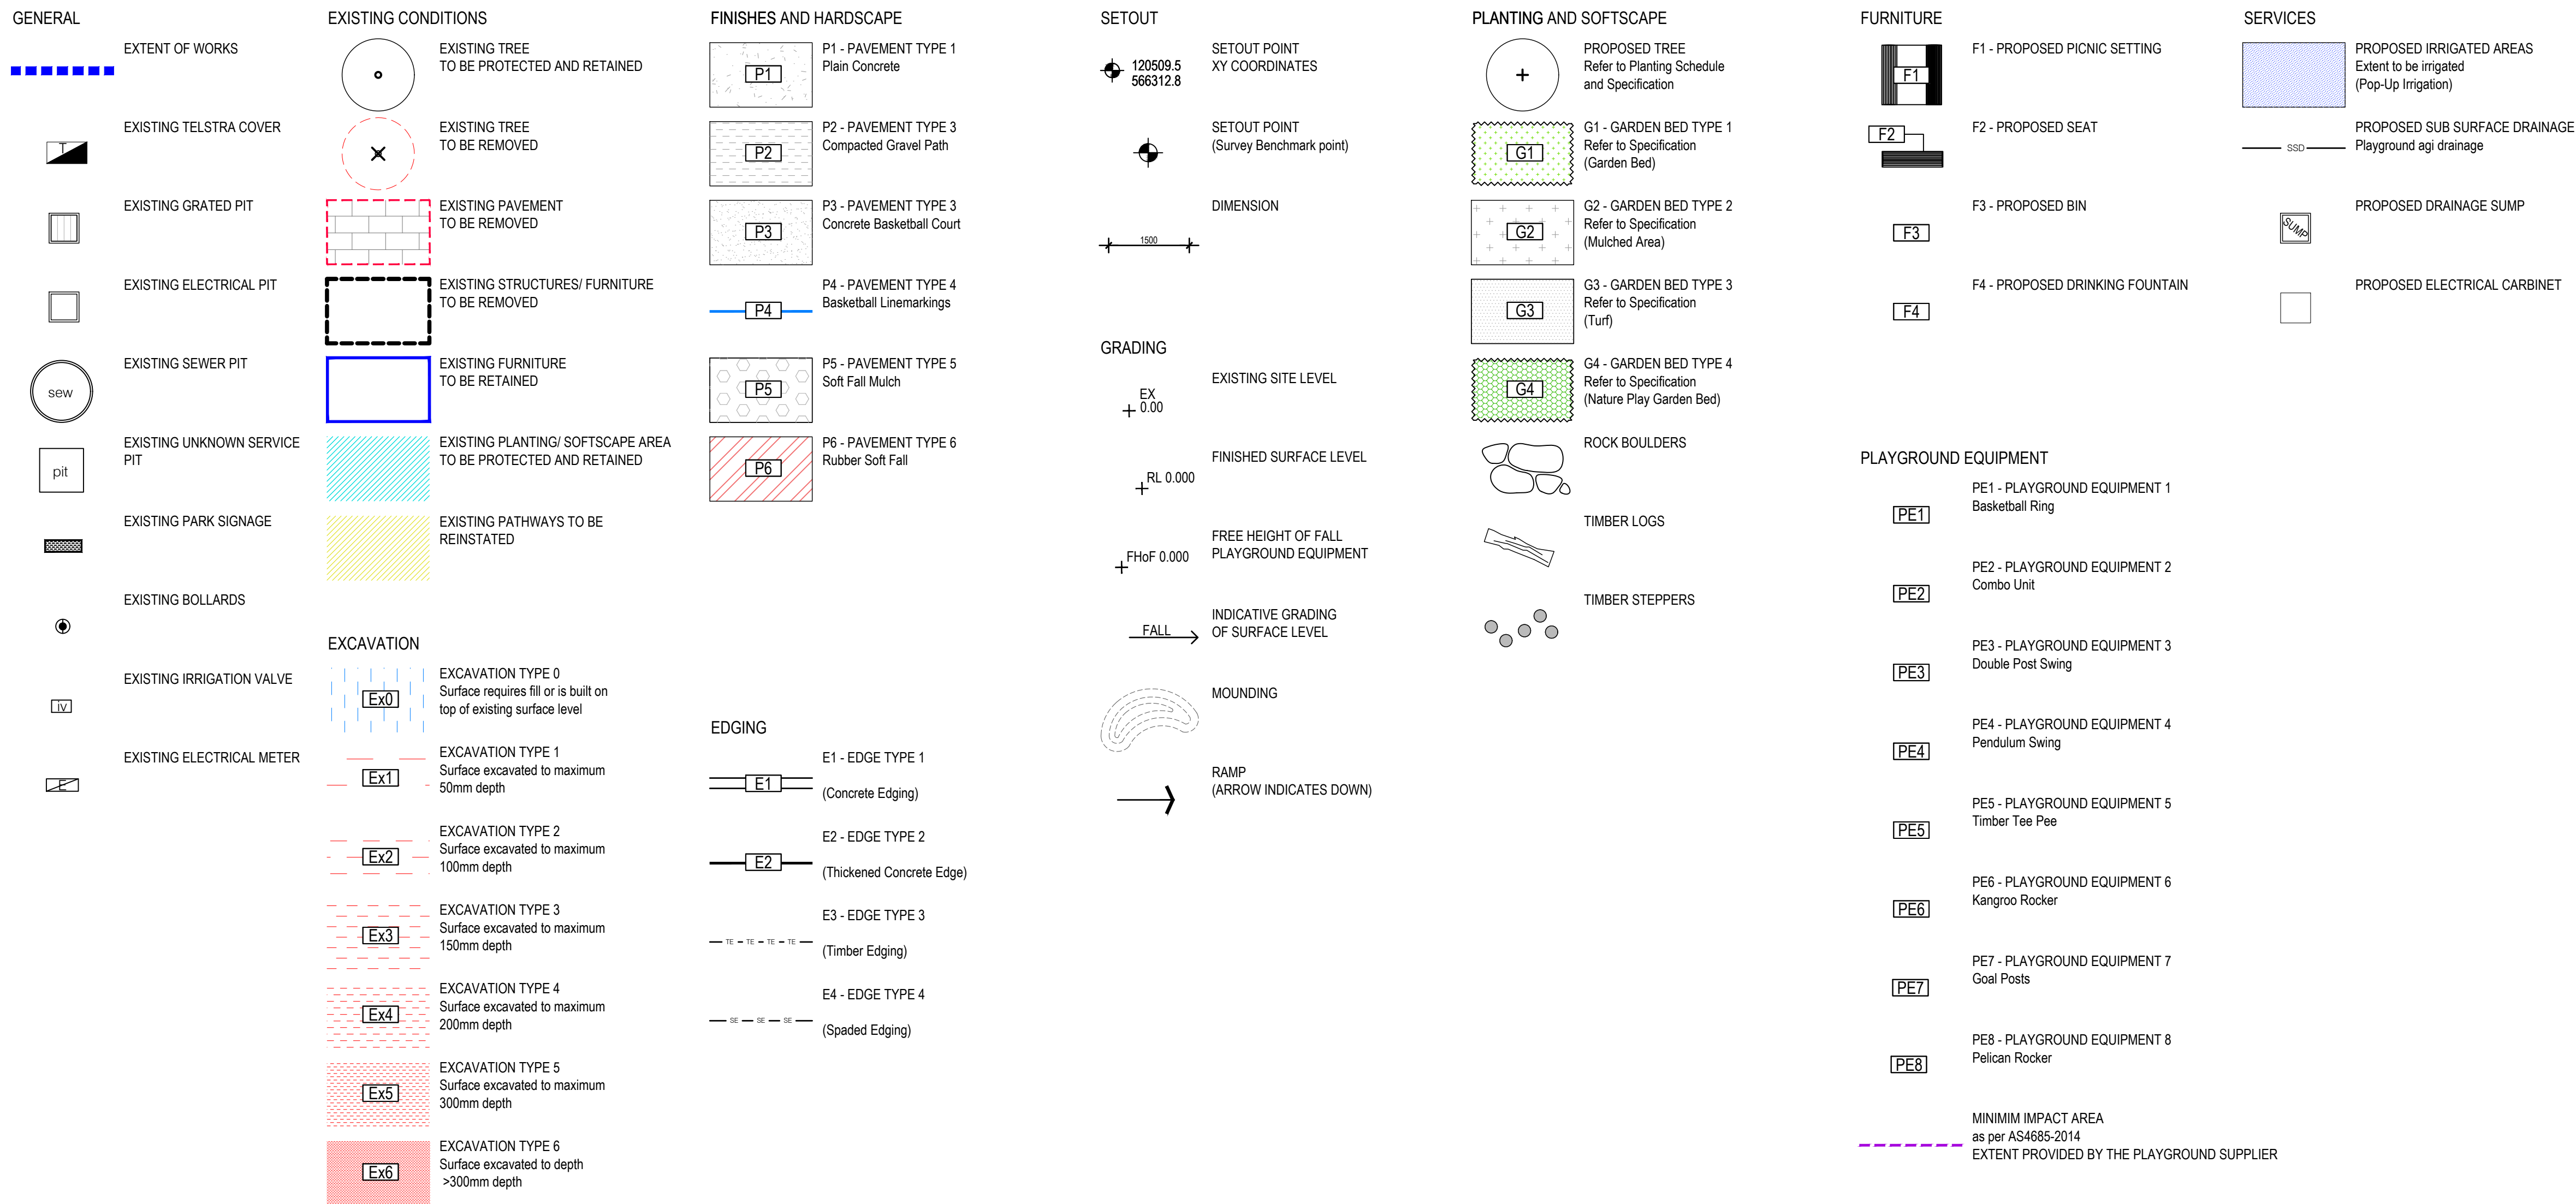 GENERAL
EXTENT OF WORKS
T
EXISTING TELSTRA COVER
EXISTING GRATED PIT
EXISTING ELECTRICAL PIT
sew
EXISTING SEWER PIT
pit
EXISTING UNKNOWN SERVICE
PIT
EXISTING PARK SIGNAGE
EXISTING BOLLARDS
iv
EXISTING IRRIGATION VALVE
E
EXISTING ELECTRICAL METER
EXISTING CONDITIONS
EXISTING TREE
TO BE PROTECTED AND RETAINED
EXISTING TREE
TO BE REMOVED
EXISTING PAVEMENT
TO BE REMOVED
EXISTING STRUCTURES/ FURNITURE
TO BE REMOVED
EXISTING FURNITURE
TO BE RETAINED
EXISTING PLANTING/ SOFTSCAPE AREA
TO BE PROTECTED AND RETAINED
EXISTING PATHWAYS TO BE
REINSTATED
EXCAVATION
Ex0
EXCAVATION TYPE 0
Surface requires fill or is built on
top of existing surface level
Ex1
EXCAVATION TYPE 1
Surface excavated to maximum
50mm depth
Ex2
EXCAVATION TYPE 2
Surface excavated to maximum
100mm depth
Ex3
EXCAVATION TYPE 3
Surface excavated to maximum
150mm depth
Ex4
EXCAVATION TYPE 4
Surface excavated to maximum
200mm depth
Ex5
EXCAVATION TYPE 5
Surface excavated to maximum
300mm depth
Ex6
EXCAVATION TYPE 6
Surface excavated to depth
>300mm depth
FINISHES AND HARDSCAPE
P1
P1 - PAVEMENT TYPE 1
Plain Concrete
P2
P2 - PAVEMENT TYPE 3
Compacted Gravel Path
P3
P3 - PAVEMENT TYPE 3
Concrete Basketball Court
P4
P4 - PAVEMENT TYPE 4
Basketball Linemarkings
P5
P5 - PAVEMENT TYPE 5
Soft Fall Mulch
P6
P6 - PAVEMENT TYPE 6
Rubber Soft Fall
EDGING
E1
E1 - EDGE TYPE 1
(Concrete Edging)
E2
E2 - EDGE TYPE 2
(Thickened Concrete Edge)
TE TE TE TE
E3 - EDGE TYPE 3
(Timber Edging)
SE SE SE
E4 - EDGE TYPE 4
(Spaded Edging)
SETOUT
120509.5
566312.8
SETOUT POINT
XY COORDINATES
SETOUT POINT
(Survey Benchmark point)
1500
DIMENSION
GRADING
EX
0.00
EXISTING SITE LEVEL
RL 0.000
FINISHED SURFACE LEVEL
FHoF 0.000
FREE HEIGHT OF FALL
PLAYGROUND EQUIPMENT
FALL
INDICATIVE GRADING
OF SURFACE LEVEL
MOUNDING
RAMP
(ARROW INDICATES DOWN)
PLANTING AND SOFTSCAPE
PROPOSED TREE
Refer to Planting Schedule
and Specification
G1
G1 - GARDEN BED TYPE 1
Refer to Specification
(Garden Bed)
G2
G2 - GARDEN BED TYPE 2
Refer to Specification
(Mulched Area)
G3
G3 - GARDEN BED TYPE 3
Refer to Specification
(Turf)
G4
G4 - GARDEN BED TYPE 4
Refer to Specification
(Nature Play Garden Bed)
ROCK BOULDERS
TIMBER LOGS
TIMBER STEPPERS
FURNITURE
F1
F1 - PROPOSED PICNIC SETTING
F2
F2 - PROPOSED SEAT
F3
F3 - PROPOSED BIN
F4
F4 - PROPOSED DRINKING FOUNTAIN
PLAYGROUND EQUIPMENT
PE1
PE1 - PLAYGROUND EQUIPMENT 1
Basketball Ring
PE2
PE2 - PLAYGROUND EQUIPMENT 2
Combo Unit
PE3
PE3 - PLAYGROUND EQUIPMENT 3
Double Post Swing
PE4
PE4 - PLAYGROUND EQUIPMENT 4
Pendulum Swing
PE5
PE5 - PLAYGROUND EQUIPMENT 5
Timber Tee Pee
PE6
PE6 - PLAYGROUND EQUIPMENT 6
Kangroo Rocker
PE7
PE7 - PLAYGROUND EQUIPMENT 7
Goal Posts
PE8
PE8 - PLAYGROUND EQUIPMENT 8
Pelican Rocker
MINIMIM IMPACT AREA
as per AS4685-2014
EXTENT PROVIDED BY THE PLAYGROUND SUPPLIER
SERVICES
PROPOSED IRRIGATED AREAS
Extent to be irrigated
(Pop-Up Irrigation)
SSD
PROPOSED SUB SURFACE DRAINAGE
Playground agi drainage
SUMP
PROPOSED DRAINAGE SUMP
PROPOSED ELECTRICAL CARBINET